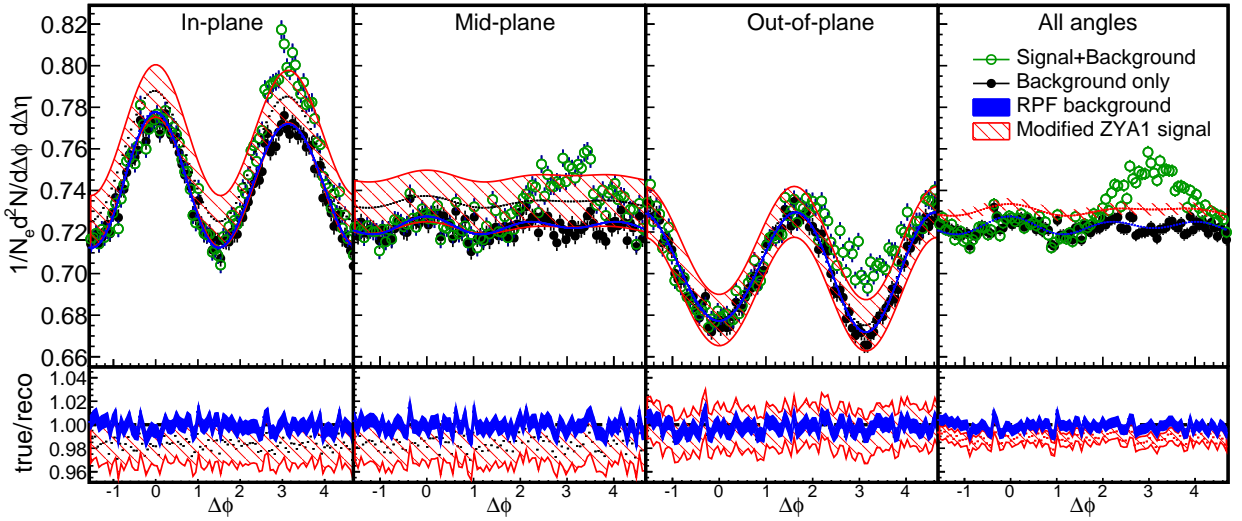 In-plane Mid-plane Out-of-plane All angles
Signal+Background
Background only
RPF background
Modified ZYA1 signal
1/Nₑd²N/dΔϕ dΔη
0.82
0.80
0.78
0.76
0.74
0.72
0.70
0.68
0.66
true/reco
1.04
1.02
1.00
0.98
0.96
-1 0 1 2 3 4 -1 0 1 2 3 4 -1 0 1 2 3 4 -1 0 1 2 3 4
Δϕ Δϕ Δϕ Δϕ